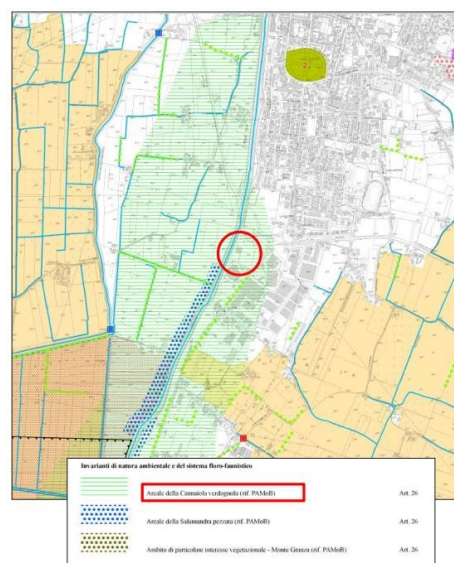 Invarianti di natura ambientale e del sistema floro-faunistico
Areale della Cannaiola verdognola (rif. PAMoB) Art. 26
Areale della Salamandra pezzata (rif. PAMoB) Art. 26
Ambito di particolare interesse vegetazionale - Monte (rif. PAMoB) Art. 26